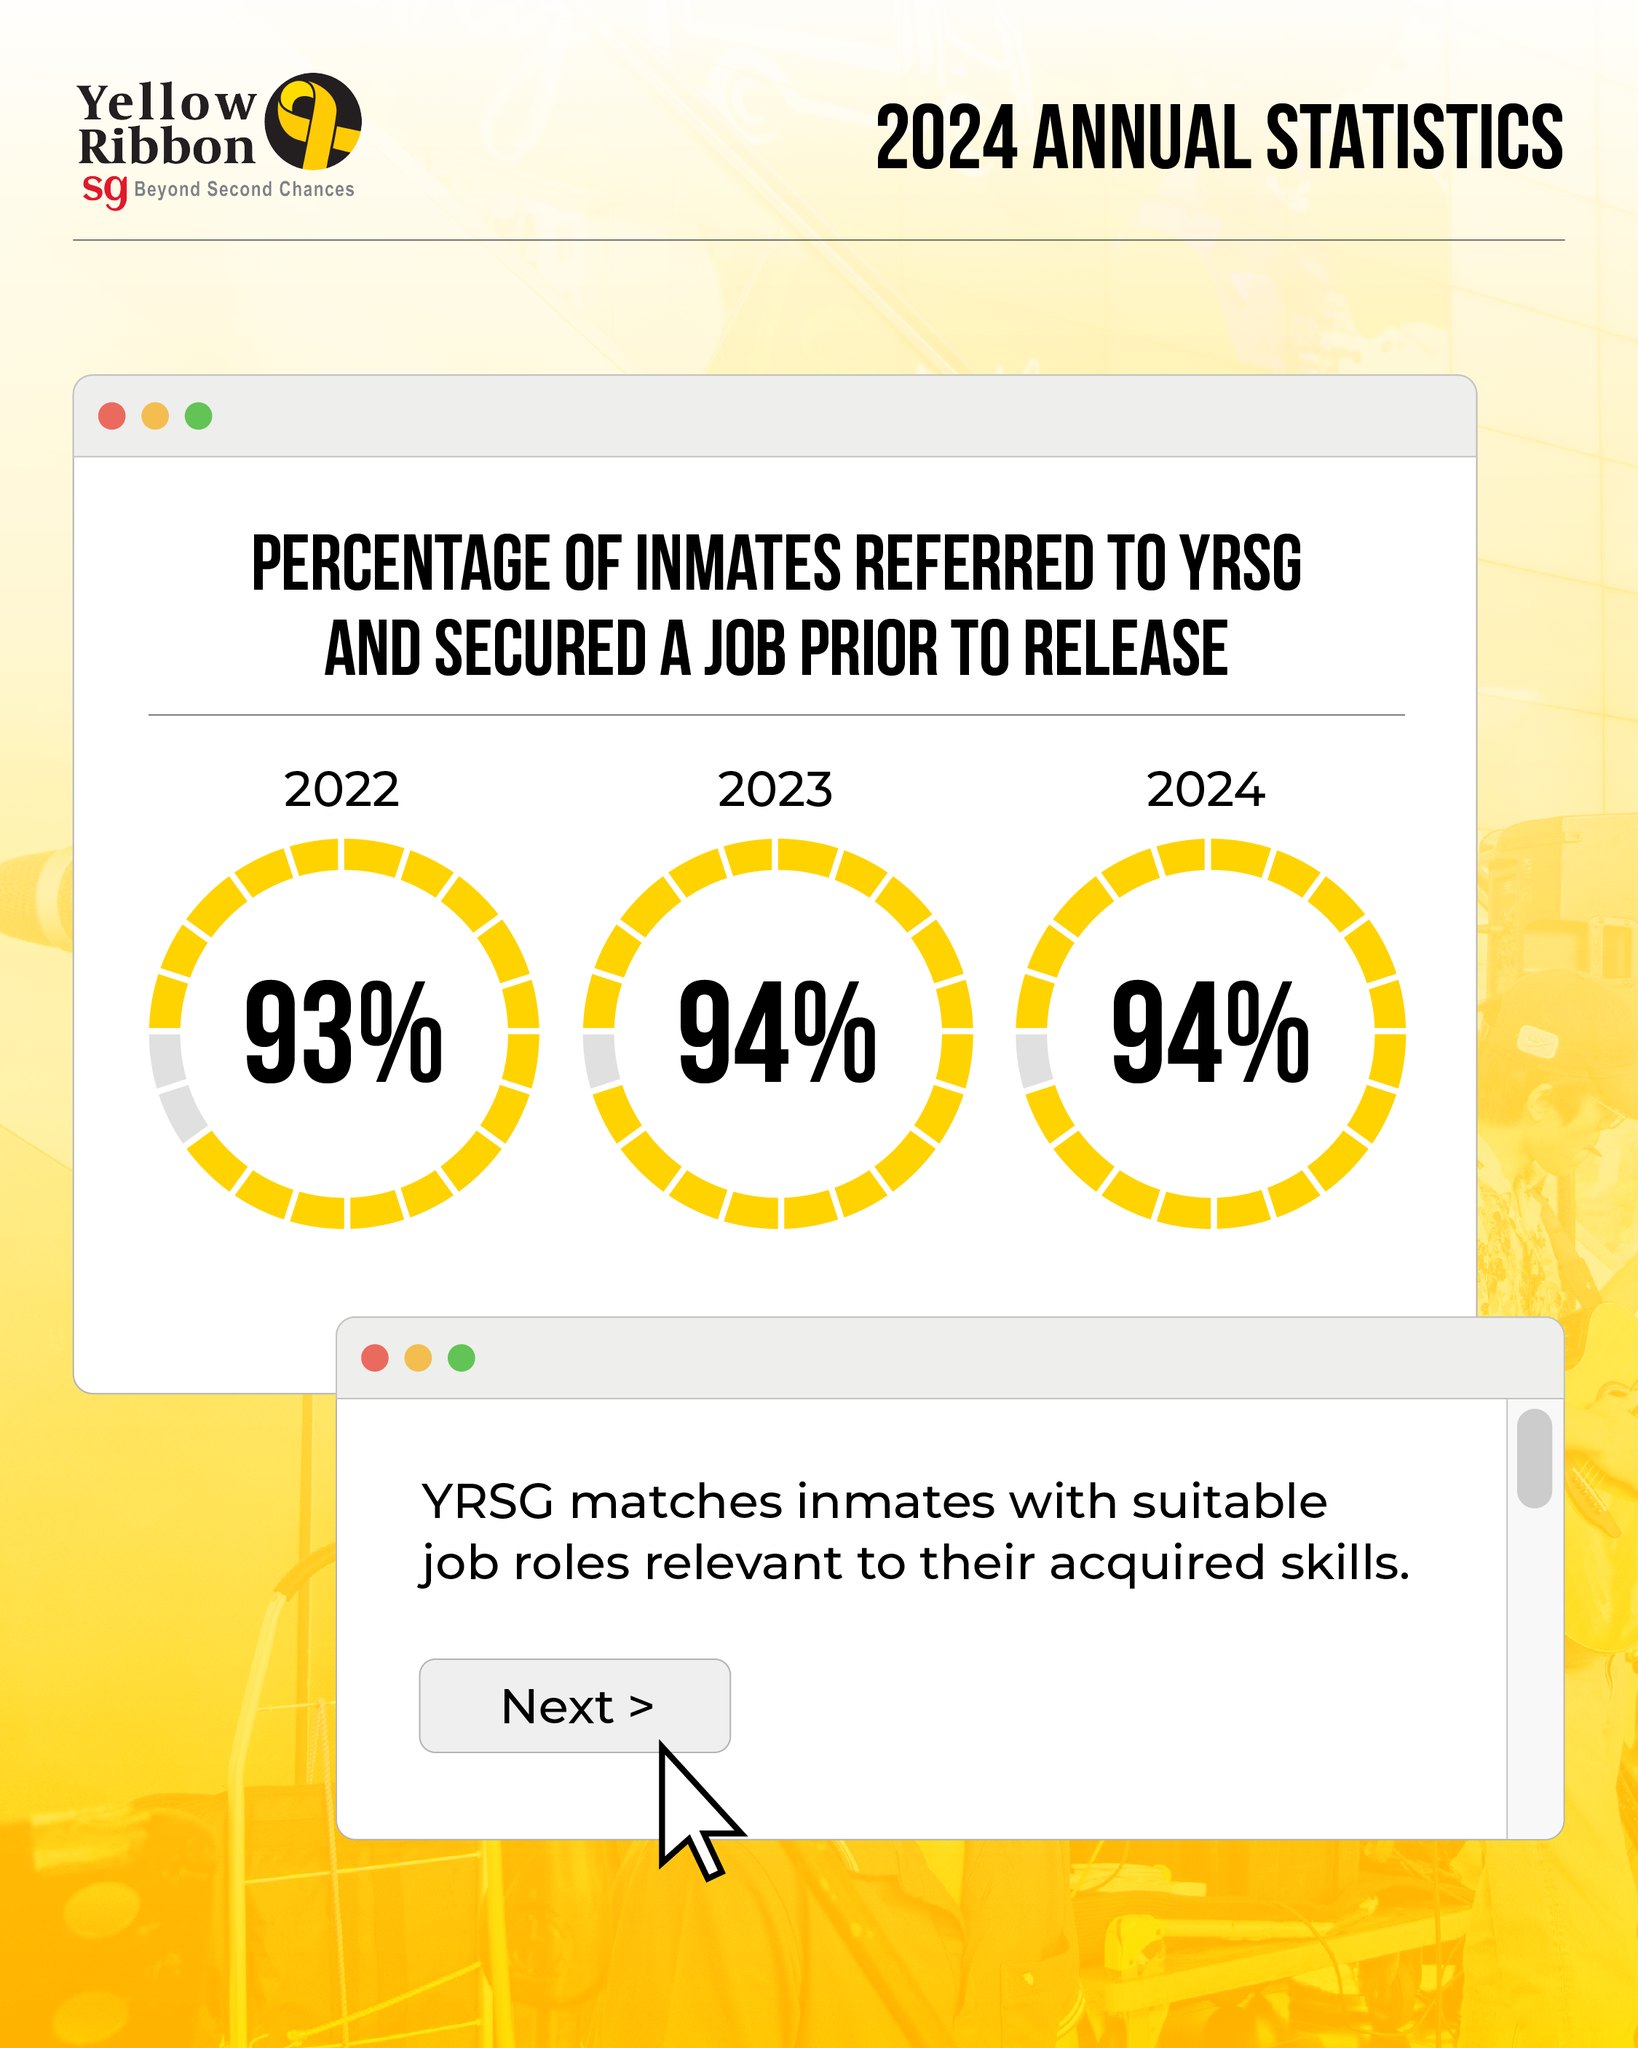 Yellow
Ribbon
sg Beyond Second Chances
2024 ANNUAL STATISTICS
PERCENTAGE OF INMATES REFERRED TO YRSG
AND SECURED A JOB PRIOR TO RELEASE
2022
2023
2024
93%
94%
94%
YRSG matches inmates with suitable
job roles relevant to their acquired skills.
Next >